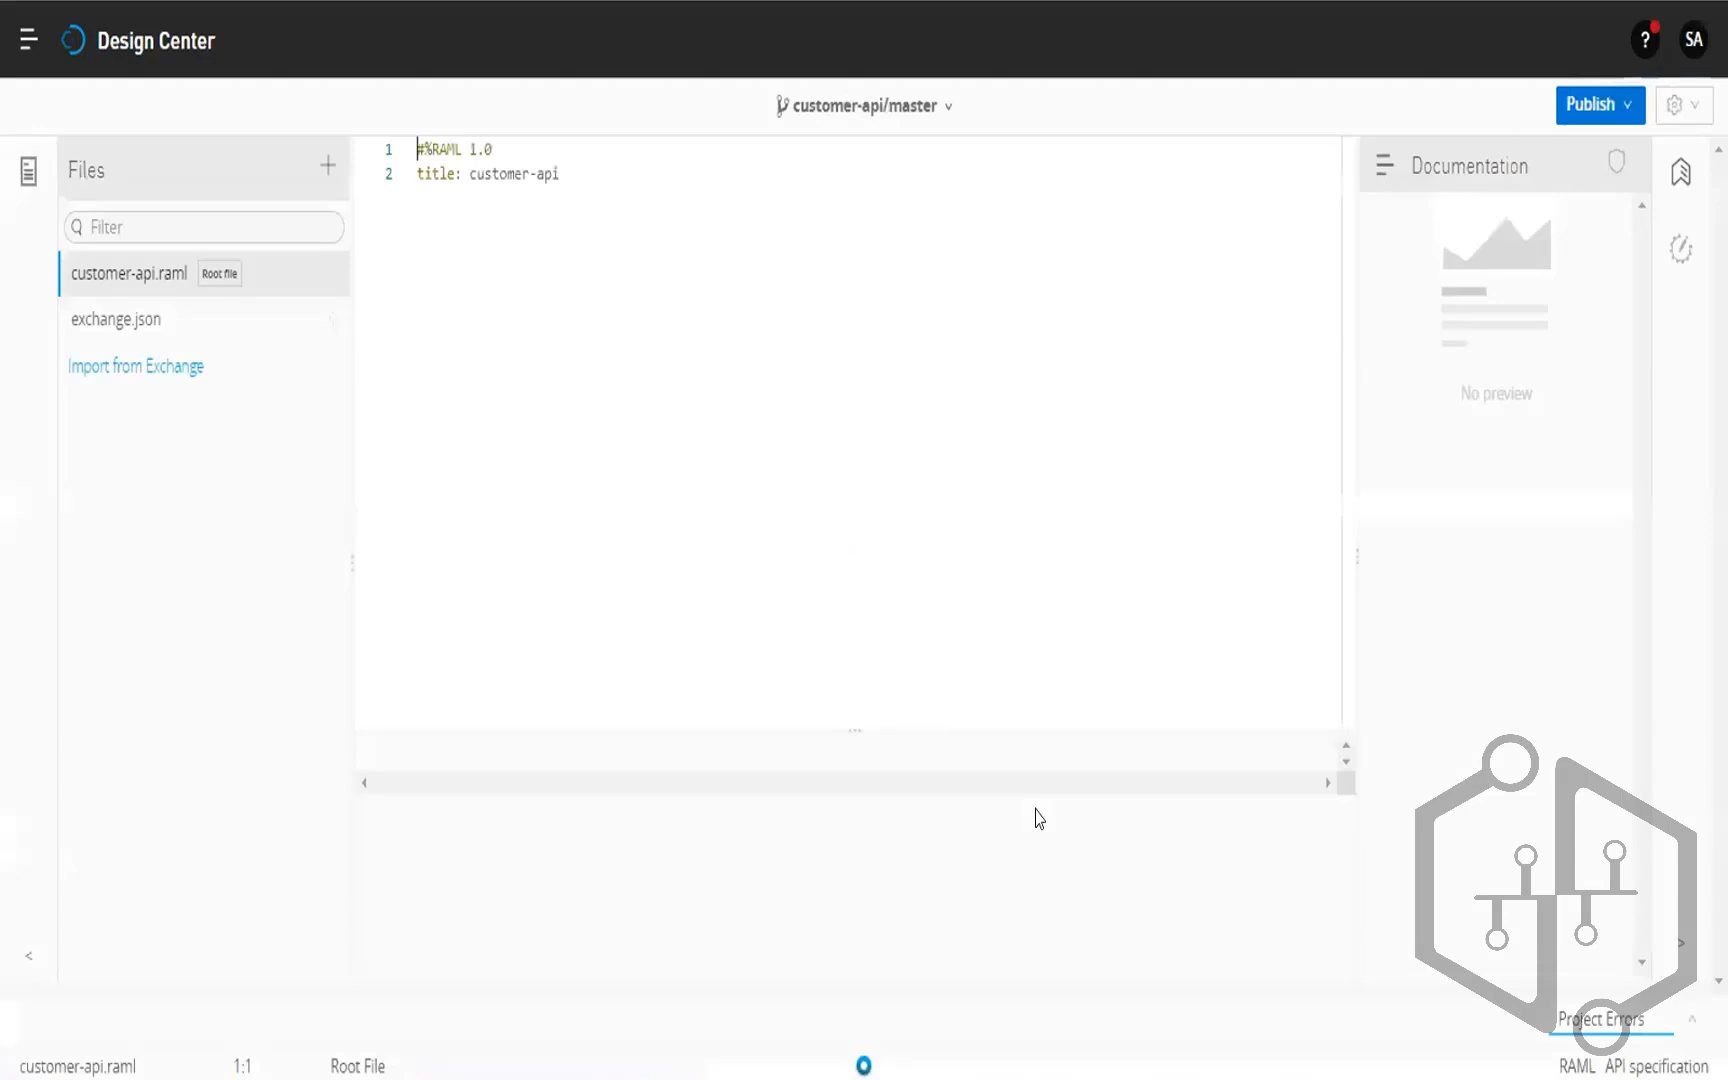 Design Center
?
SA
customer-api/master
Publish
Files
Filter
customer-api.raml Root file
exchange.json
Import from Exchange
1 #%RAML 1.0
2 title: customer-api
Documentation
No preview
Project Errors
customer-api.raml 1:1 Root File RAML API specification